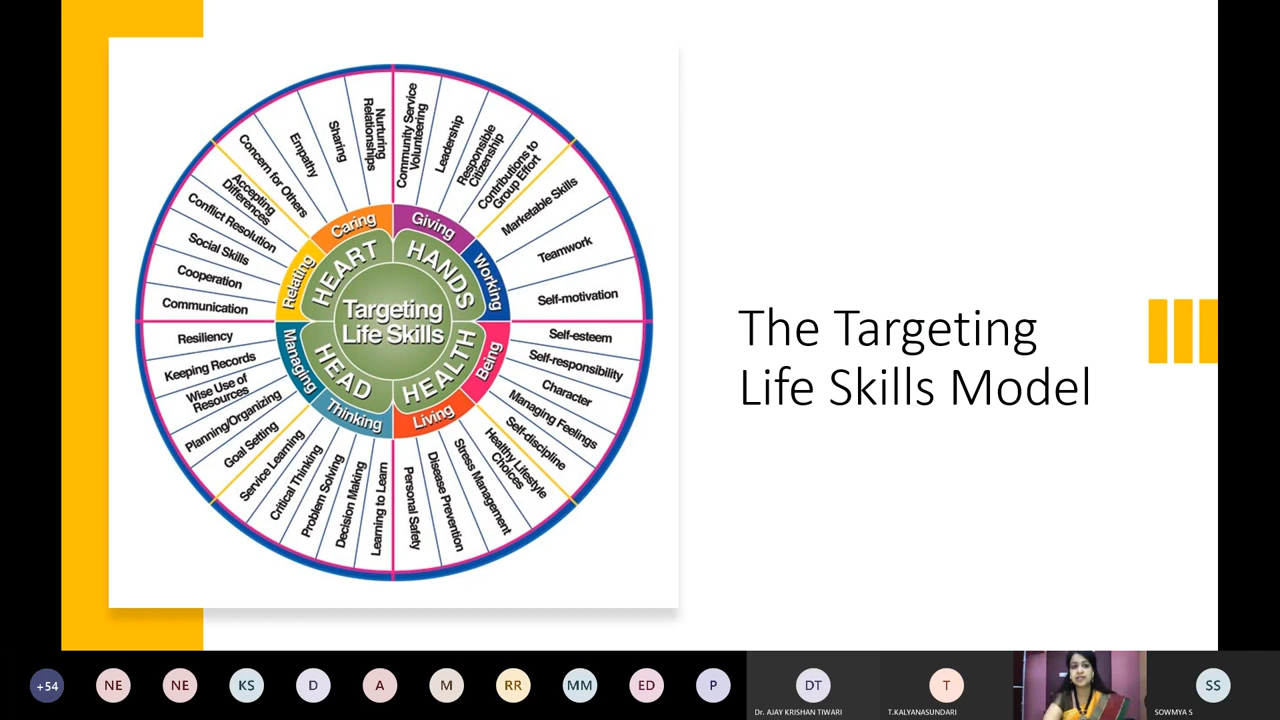 Nurturing
Relationships
Sharing
Empathy
Concern for Others
Accepting
Differences
Conflict Resolution
Social Skills
Cooperation
Communication
Community Service
Volunteering
Leadership
Responsible
Citizenship
Contributions to
Group Effort
Marketable Skills
Teamwork
Self-motivation
Caring
Giving
Relating
Working
HEART
HANDS
Targeting
Life Skills
HEAD
HEALTH
Managing
Being
Thinking
Living
Resiliency
Keeping Records
Wise Use of
Resources
Planning/Organizing
Goal Setting
Service Learning
Critical Thinking
Problem Solving
Decision Making
Learning to Learn
Self-esteem
Self-responsibility
Character
Managing Feelings
Self-discipline
Healthy Lifestyle
Choices
Stress Management
Disease Prevention
Personal Safety
The Targeting
Life Skills Model
+54
NE
NE
KS
D
A
M
RR
MM
ED
P
DT
Dr. AJAY KRISHAN TIWARI
T
T.KALYANASUNDARI
SS
SOWMYA S